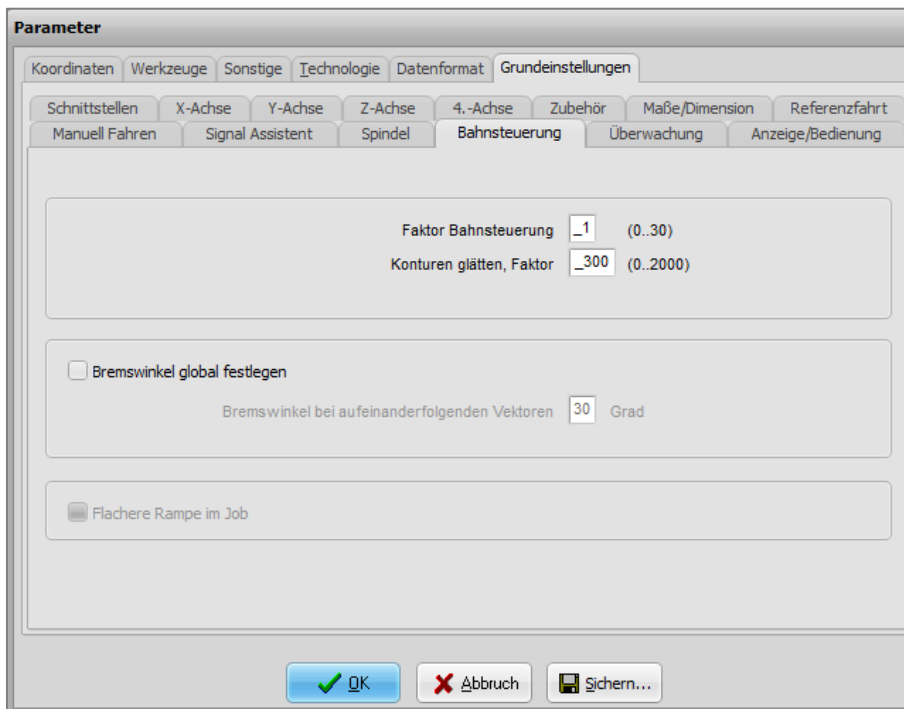 Parameter
Koordinaten Werkzeuge Sonstige Technologie Datenformat Grundeinstellungen
Schnittstellen X-Achse Y-Achse Z-Achse 4.-Achse Zubehör Maße/Dimension Referenzfahrt
Manuell Fahren Signal Assistent Spindel Bahnsteuerung Überwachung Anzeige/Bedienung
Faktor Bahnsteuerung _1 (0..30)
Konturen glätten, Faktor _300 (0..2000)
Bremswinkel global festlegen
Bremswinkel bei aufeinanderfolgenden Vektoren 30 Grad
Flachere Rampe im Job
OK Abbruch Sichern...